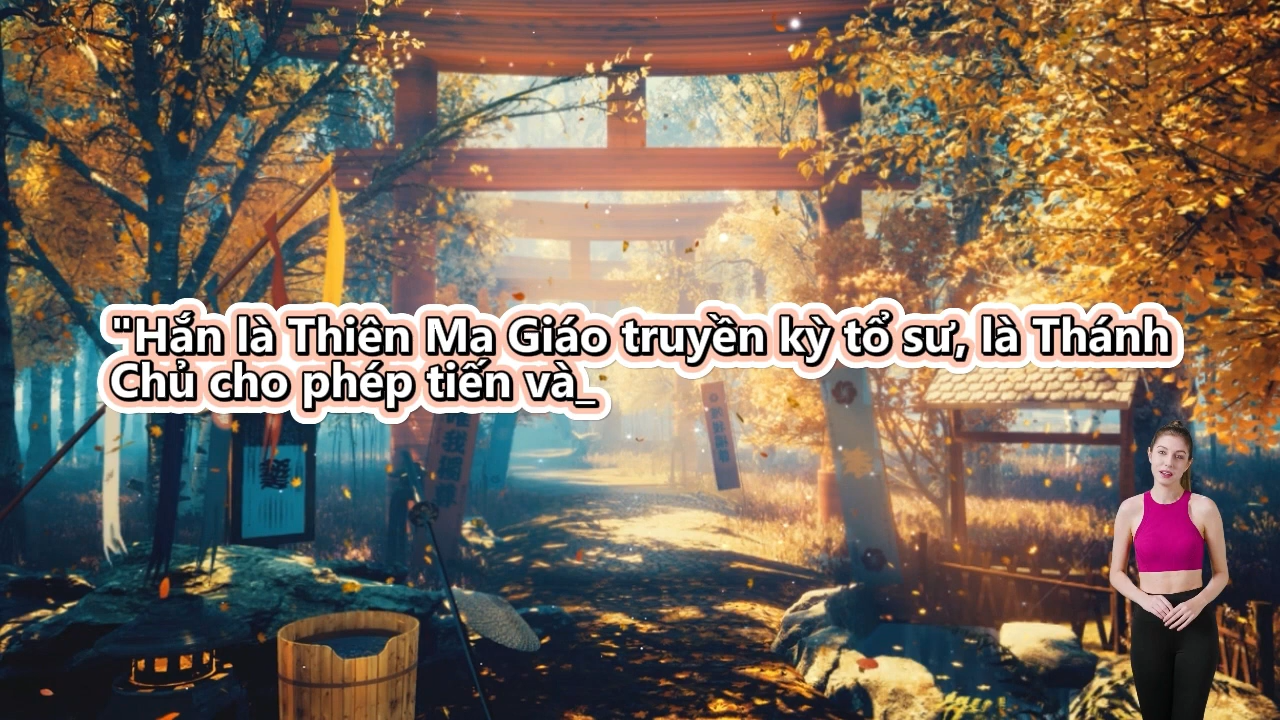 "Hắn là Thiên Ma Giáo truyền kỳ tổ sư, là Thánh
Chủ cho phép tiến và_